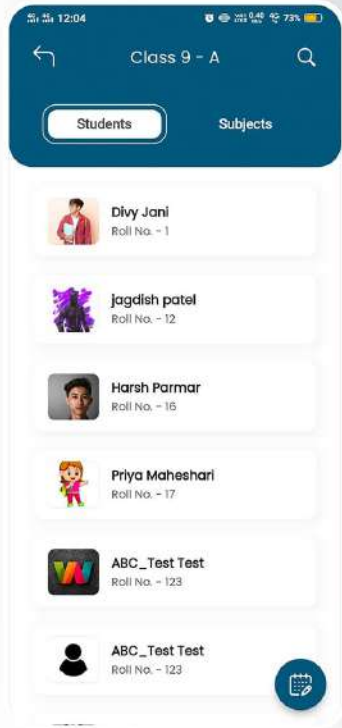 12:04
73%
Class 9 - A
Students
Subjects
Divy Jani
Roll No. - 1
jagdish patel
Roll No. - 12
Harsh Parmar
Roll No. - 16
Priya Maheshari
Roll No. - 17
ABC_Test Test
Roll No. - 123
ABC_Test Test
Roll No. - 123